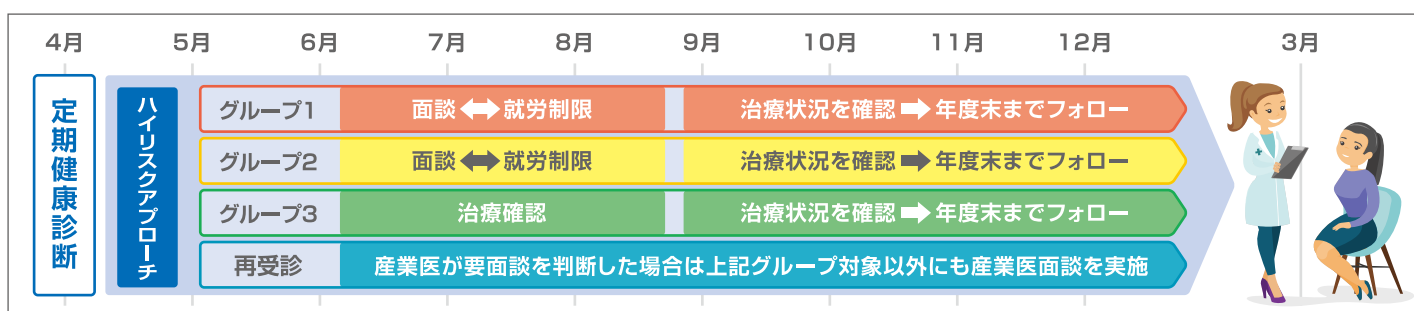 4月 5月 6月 7月 8月 9月 10月 11月 12月 3月
定期健康診断
ハイリスクアプローチ
グループ1 面談 ⇔ 就労制限 治療状況を確認 ➡ 年度末までフォロー
グループ2 面談 ⇔ 就労制限 治療状況を確認 ➡ 年度末までフォロー
グループ3 治療確認 治療状況を確認 ➡ 年度末までフォロー
再受診 産業医が要面談を判断した場合は上記グループ対象以外にも産業医面談を実施